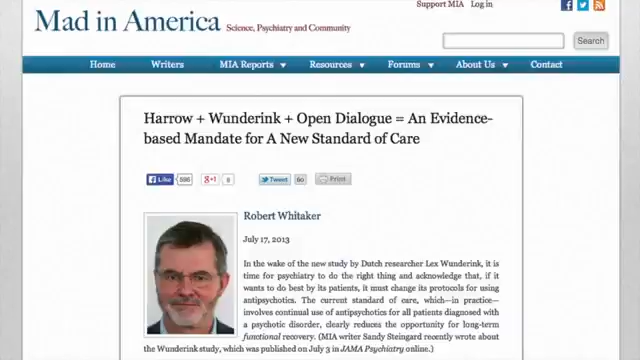 Support MIA Log in
Mad in America Science, Psychiatry and Community
Search
Home Writers MIA Reports Resources Forums About Us Contact
Harrow + Wunderink + Open Dialogue = An Evidence-
based Mandate for A New Standard of Care
Like 596 +1 8 Tweet 60 Print
Robert Whitaker
July 17, 2013
In the wake of the new study by Dutch researcher Lex Wunderink, it is
time for psychiatry to do the right thing and acknowledge that, if it
wants to do best by its patients, it must change its protocols for using
antipsychotics. The current standard of care, which—in practice—
involves continual use of antipsychotics for all patients diagnosed with
a psychotic disorder, clearly reduces the opportunity for long-term
functional recovery. (MIA writer Sandy Steingard recently wrote about
the Wunderink study, which was published on July 3 in JAMA Psychiatry online.)